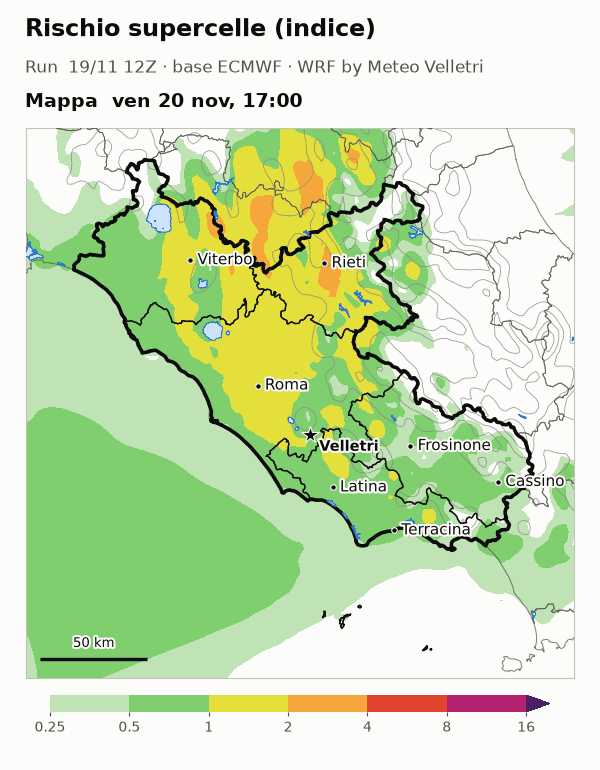 Rischio supercelle (indice)
Run  19/11 12Z · base ECMWF · WRF by Meteo Velletri
Mappa  ven 20 nov, 17:00
Viterbo
Rieti
Roma
Velletri
Frosinone
Latina
Cassino
Terracina
50 km
0.25 0.5 1 2 4 8 16